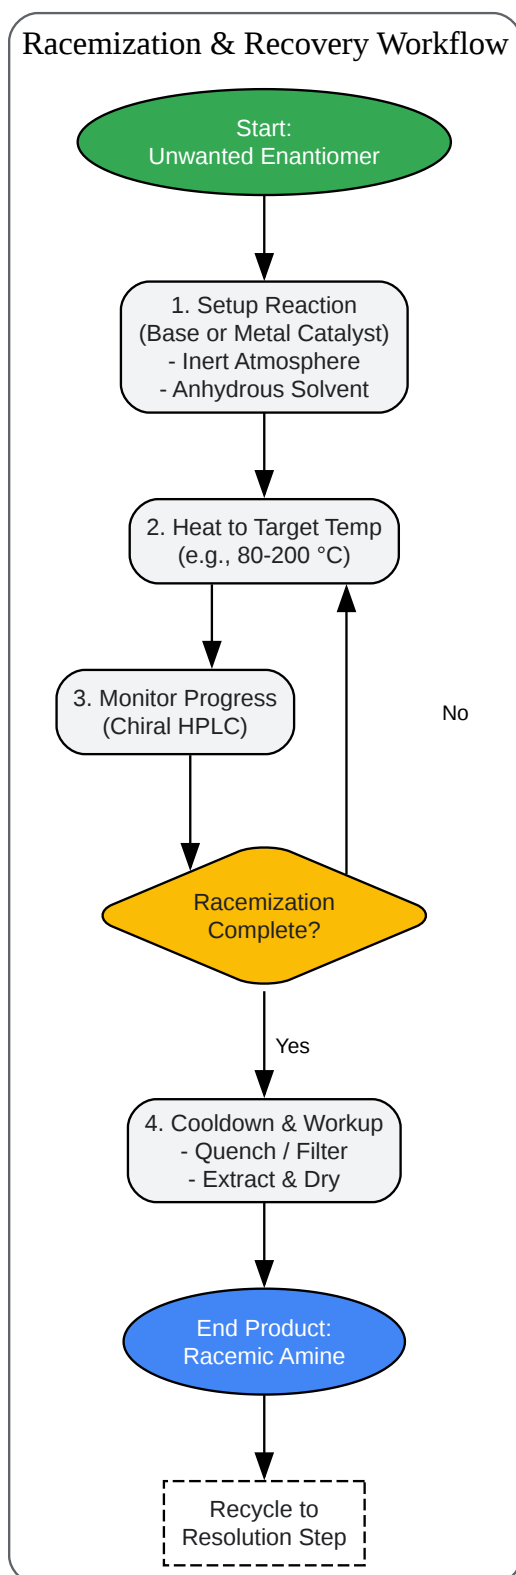 Racemization & Recovery Workflow
Start:
Unwanted Enantiomer
1. Setup Reaction
(Base or Metal Catalyst)
- Inert Atmosphere
- Anhydrous Solvent
2. Heat to Target Temp
(e.g., 80-200 °C)
3. Monitor Progress
(Chiral HPLC)
No
Racemization
Complete?
Yes
4. Cooldown & Workup
- Quench / Filter
- Extract & Dry
End Product:
Racemic Amine
Recycle to
Resolution Step